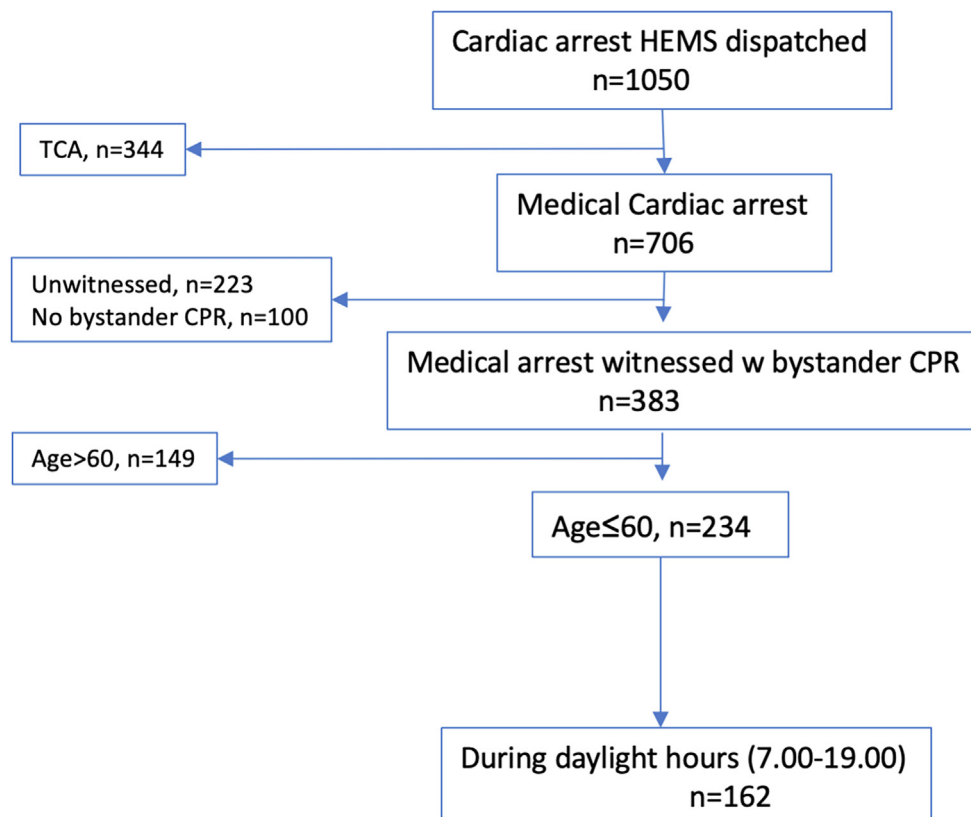 Cardiac arrest HEMS dispatched
n=1050
TCA, n=344
Medical Cardiac arrest
n=706
Unwitnessed, n=223
No bystander CPR, n=100
Medical arrest witnessed w bystander CPR
n=383
Age>60, n=149
Age≤60, n=234
During daylight hours (7.00-19.00)
n=162